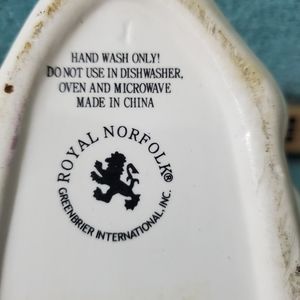 HAND WASH ONLY!
DO NOT USE IN DISHWASHER,
OVEN AND MICROWAVE
MADE IN CHINA
ROYAL NORFOLK®
GREENBRIER INTERNATIONAL, INC.